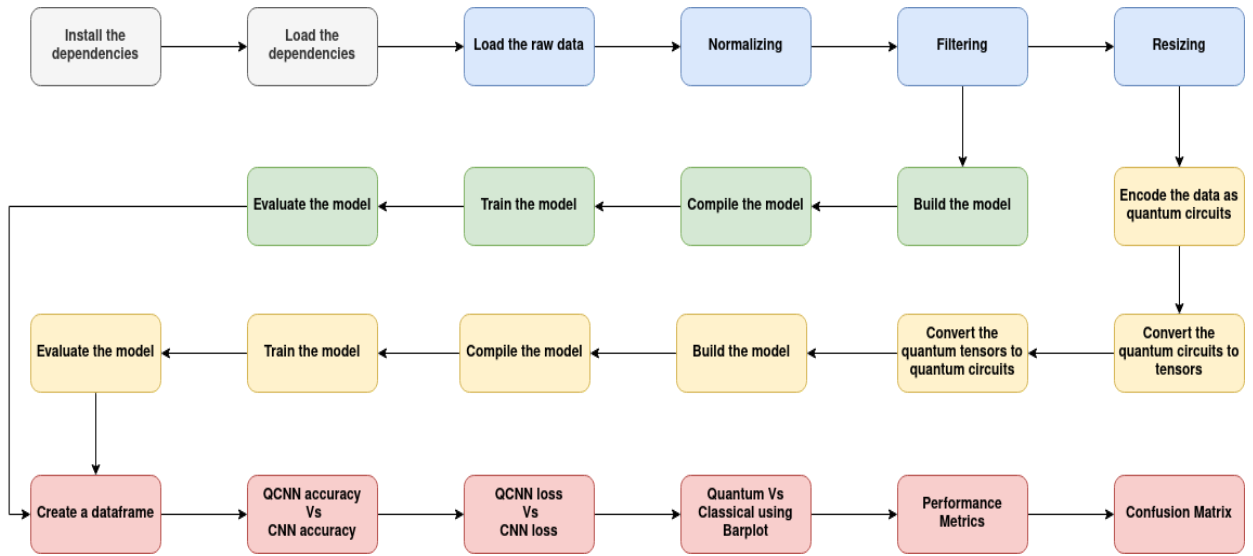 Install the
dependencies
Load the
dependencies
Load the raw data
Normalizing
Filtering
Resizing
Evaluate the model
Train the model
Compile the model
Build the model
Encode the data as
quantum circuits
Evaluate the model
Train the model
Compile the model
Build the model
Convert the
quantum tensors to
quantum circuits
Convert the
quantum circuits to
tensors
Create a dataframe
QCNN accuracy
Vs
CNN accuracy
QCNN loss
Vs
CNN loss
Quantum Vs
Classical using
Barplot
Performance
Metrics
Confusion Matrix